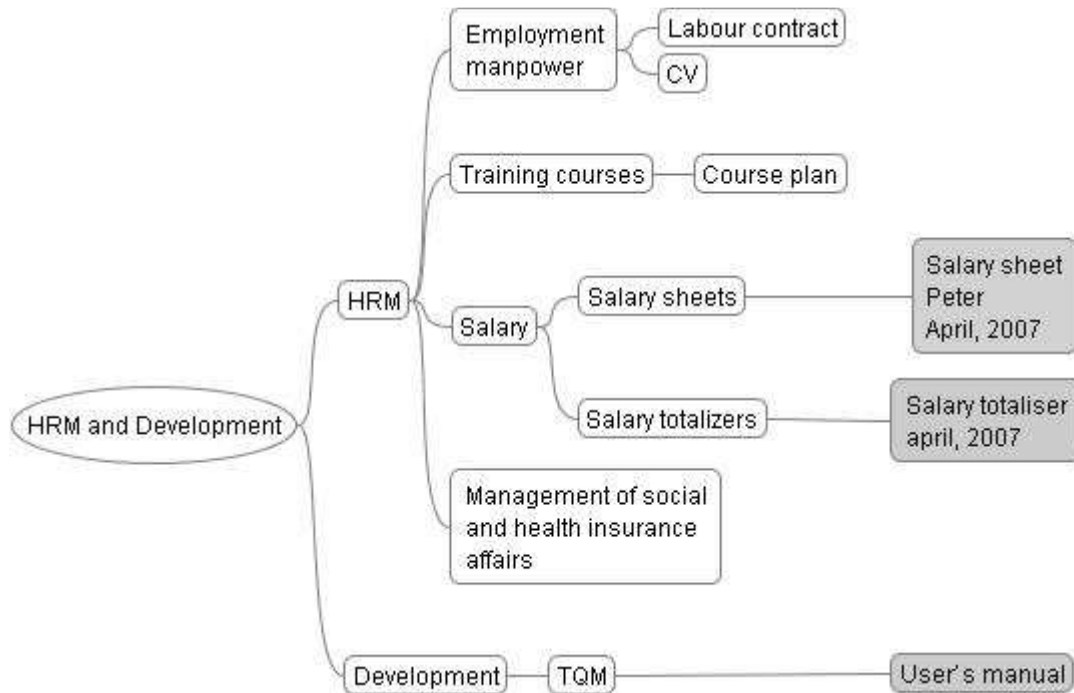 Employment
manpower
Labour contract
CV
Training courses
Course plan
HRM
Salary
Salary sheets
Salary sheet
Peter
April, 2007
HRM and Development
Salary totalizers
Salary totaliser
april, 2007
Management of social
and health insurance
affairs
Development
TQM
User's manual